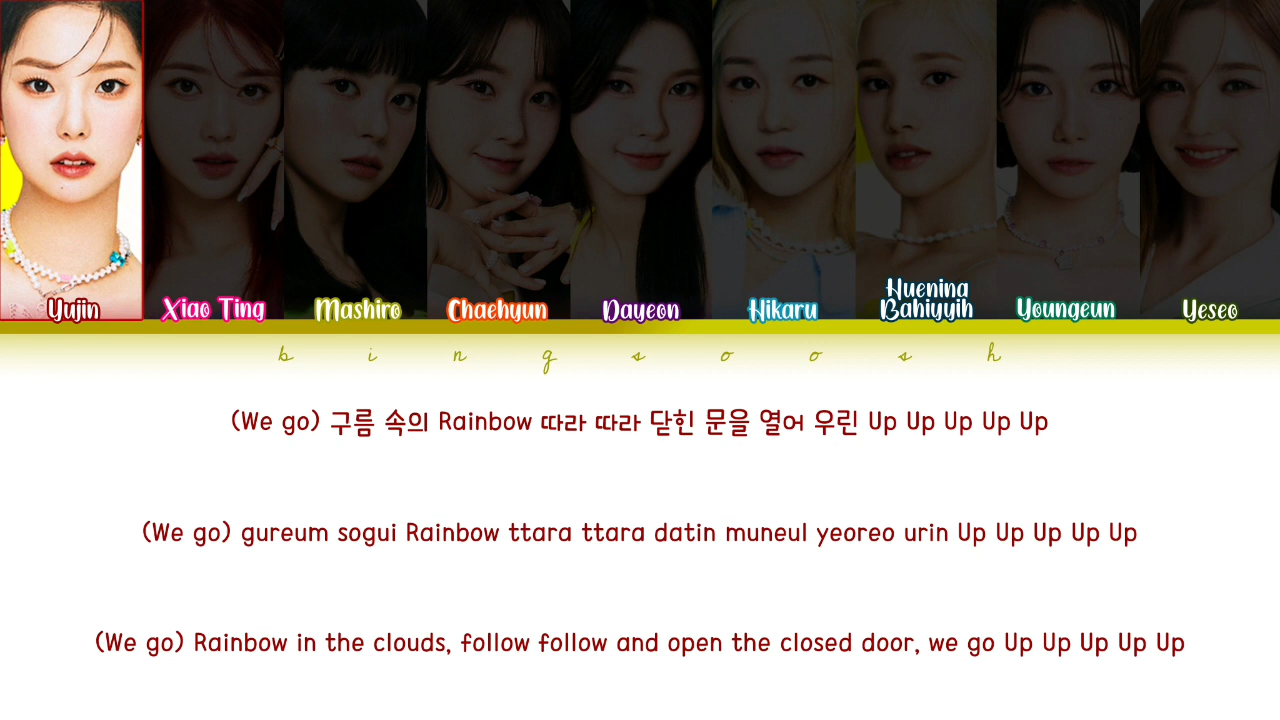 Yujin
Xiao Ting
Mashiro
Chaehyun
Dayeon
Hikaru
Huenina
Bahiyyih
Youngeun
Yeseo
b i n g s o o s h
(We go) 구름 속의 Rainbow 따라 따라 닫힌 문을 열어 우린 Up Up Up Up Up
(We go) gureum sogui Rainbow ttara ttara datin muneul yeoreo urin Up Up Up Up Up
(We go) Rainbow in the clouds, follow follow and open the closed door, we go Up Up Up Up Up